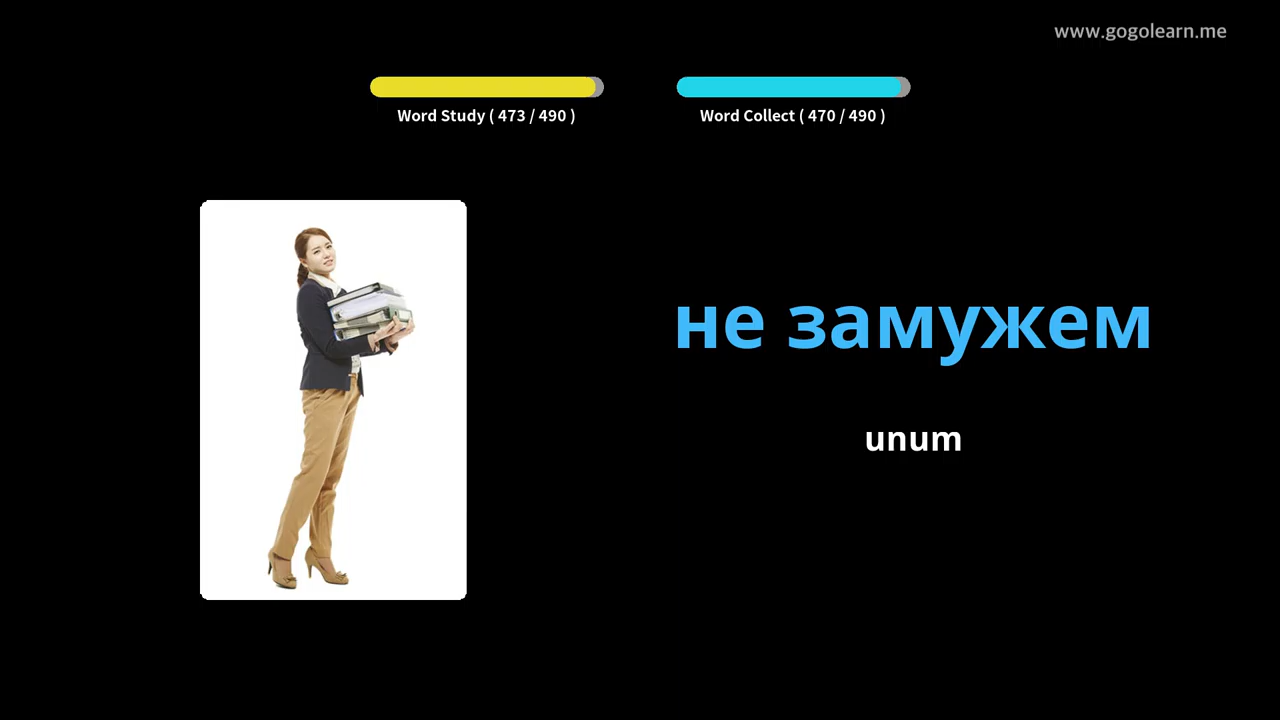 www.gogolearn.me
Word Study ( 473 / 490 )
Word Collect ( 470 / 490 )
не замужем
unum